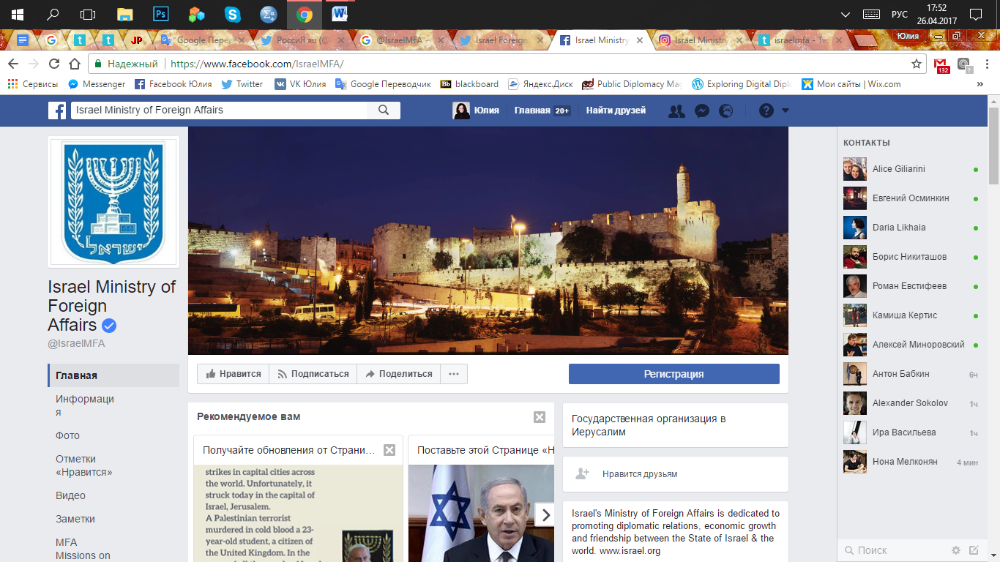 17:52
РУС
26.04.2017
JP
Google Пере
РоссиЯ RU (@
@IsraelMFA -
Israel Foreign
Israel Ministry
Israel Ministr
israelmfa - Tw
Юлия
Надежный
https://www.facebook.com/IsraelMFA/
132
?
Сервисы
Messenger
Facebook Юлия
Twitter
VK Юлия
Google Переводчик
Bb
blackboard
Яндекс.Диск
Public Diplomacy Mag
Exploring Digital Dipl
Мои сайты | Wix.com
»
Israel Ministry of Foreign Affairs
Юлия
Главная 20+
Найти друзей
ישראל
Israel Ministry of
Foreign
Affairs
@IsraelMFA
Главная
Информаци
я
Фото
Отметки
«Нравится»
Видео
Заметки
MFA
Missions on
Нравится
Подписаться
Поделиться
Регистрация
Рекомендуемое вам
Получайте обновления от Страни…
strikes in capital cities across
the world. Unfortunately, it
struck today in the capital of
Israel, Jerusalem.
A Palestinian terrorist
murdered in cold blood a 23-
year-old student, a citizen of
the United Kingdom. In the
Поставьте этой Странице «Н
Государственная организация в
Иерусалим
Нравится друзьям
Israel's Ministry of Foreign Affairs is dedicated to
promoting diplomatic relations, economic growth
and friendship between the State of Israel & the
world. www.israel.org
КОНТАКТЫ
Alice Giliarini
Евгений Осминкин
Daria Likhaia
Борис Никиташов
Роман Евстифеев
Камиша Кертис
Алексей Миноровский
Антон Бабкин
6ч
Alexander Sokolov
1ч
Ира Васильева
1ч
Нона Мелконян
4 мин
Поиск